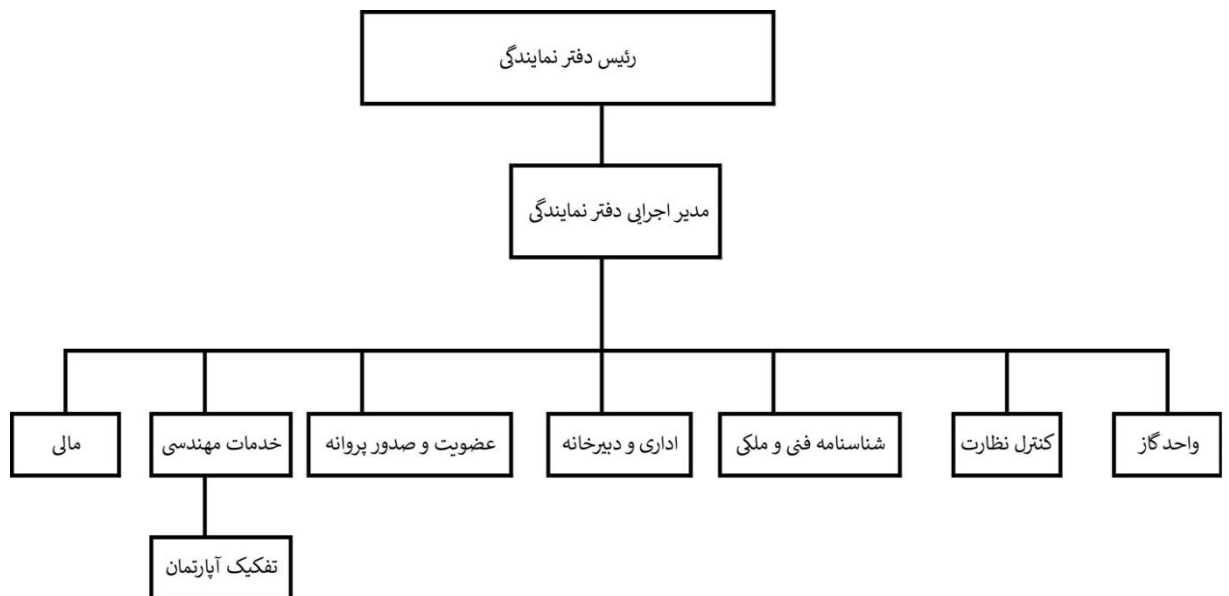 رئیس دفتر نمایندگی
مدیر اجرایی دفتر نمایندگی
واحد گاز
کنترل نظارت
شناسنامه فنی و ملکی
اداری و دبیرخانه
عضویت و صدور پروانه
خدمات مهندسی
مالی
تفکیک آپارتمان